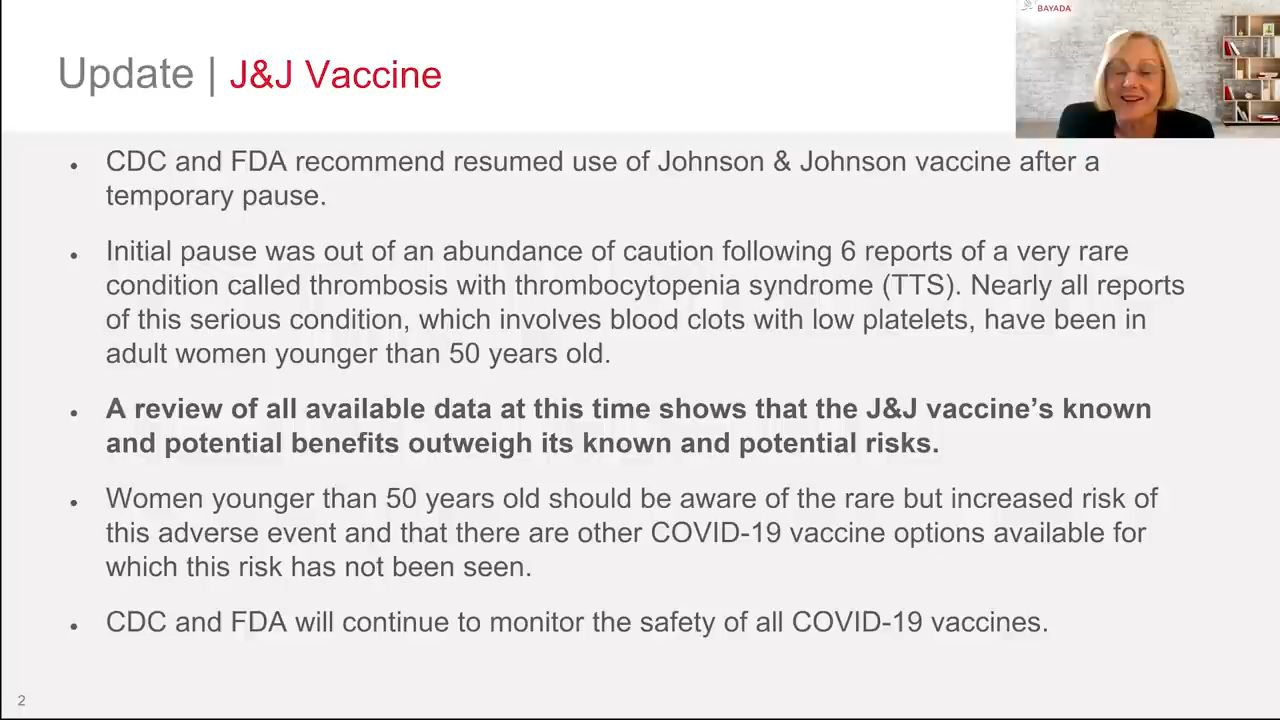 BAYADA
Update | J&J Vaccine
• CDC and FDA recommend resumed use of Johnson & Johnson vaccine after a
temporary pause.
• Initial pause was out of an abundance of caution following 6 reports of a very rare
condition called thrombosis with thrombocytopenia syndrome (TTS). Nearly all reports
of this serious condition, which involves blood clots with low platelets, have been in
adult women younger than 50 years old.
• A review of all available data at this time shows that the J&J vaccine’s known
and potential benefits outweigh its known and potential risks.
• Women younger than 50 years old should be aware of the rare but increased risk of
this adverse event and that there are other COVID-19 vaccine options available for
which this risk has not been seen.
• CDC and FDA will continue to monitor the safety of all COVID-19 vaccines.
2